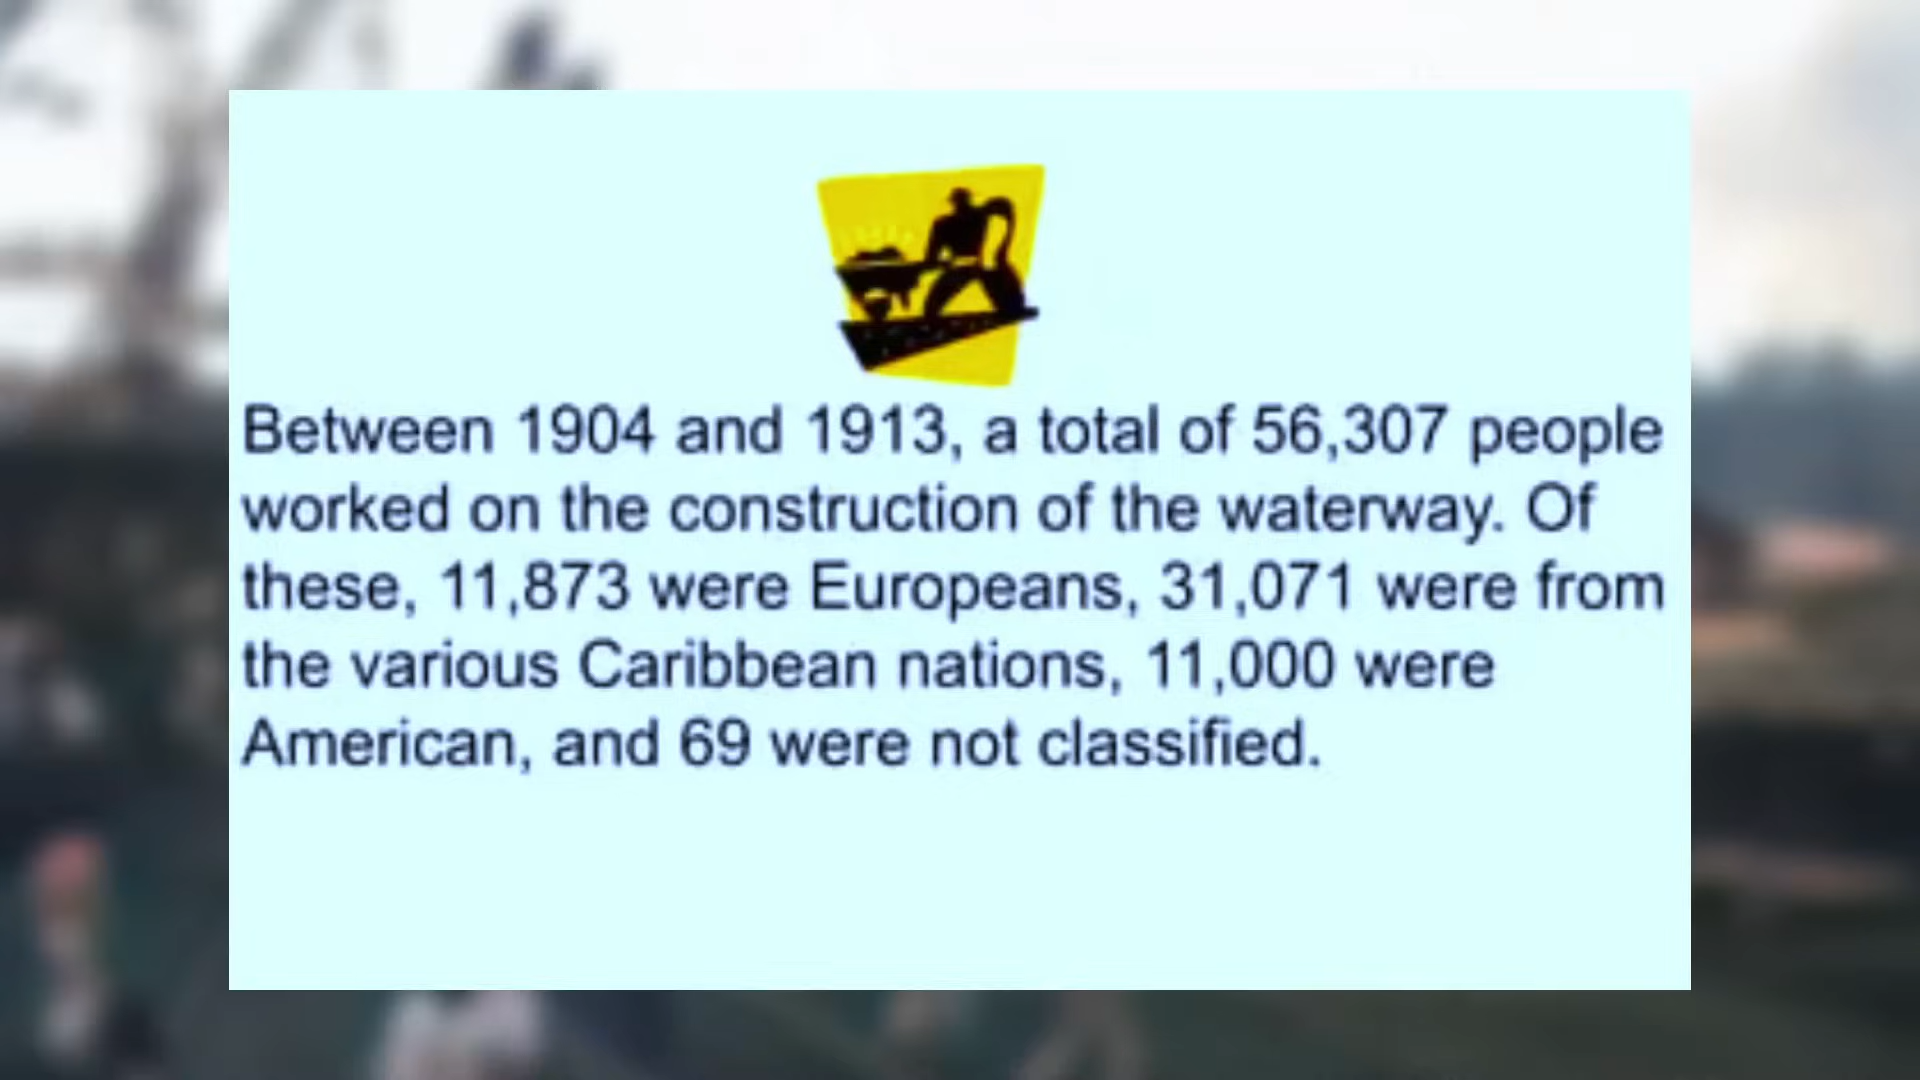 Between 1904 and 1913, a total of 56,307 people
worked on the construction of the waterway. Of
these, 11,873 were Europeans, 31,071 were from
the various Caribbean nations, 11,000 were
American, and 69 were not classified.